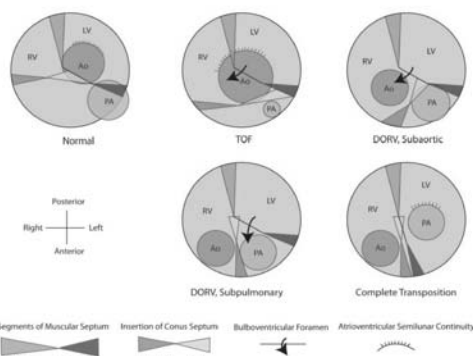 LV
RV
Ao
PA
Normal
LV
RV
Ao
PA
TOF
LV
RV
Ao
PA
DORV, Subaortic
Posterior
Right
Left
Anterior
LV
RV
Ao
PA
DORV, Subpulmonary
LV
RV
PA
Ao
Complete Transposition
Segments of Muscular Septum
Insertion of Conus Septum
Bulboventricular Foramen
Atrioventricular Semilunar Continuity